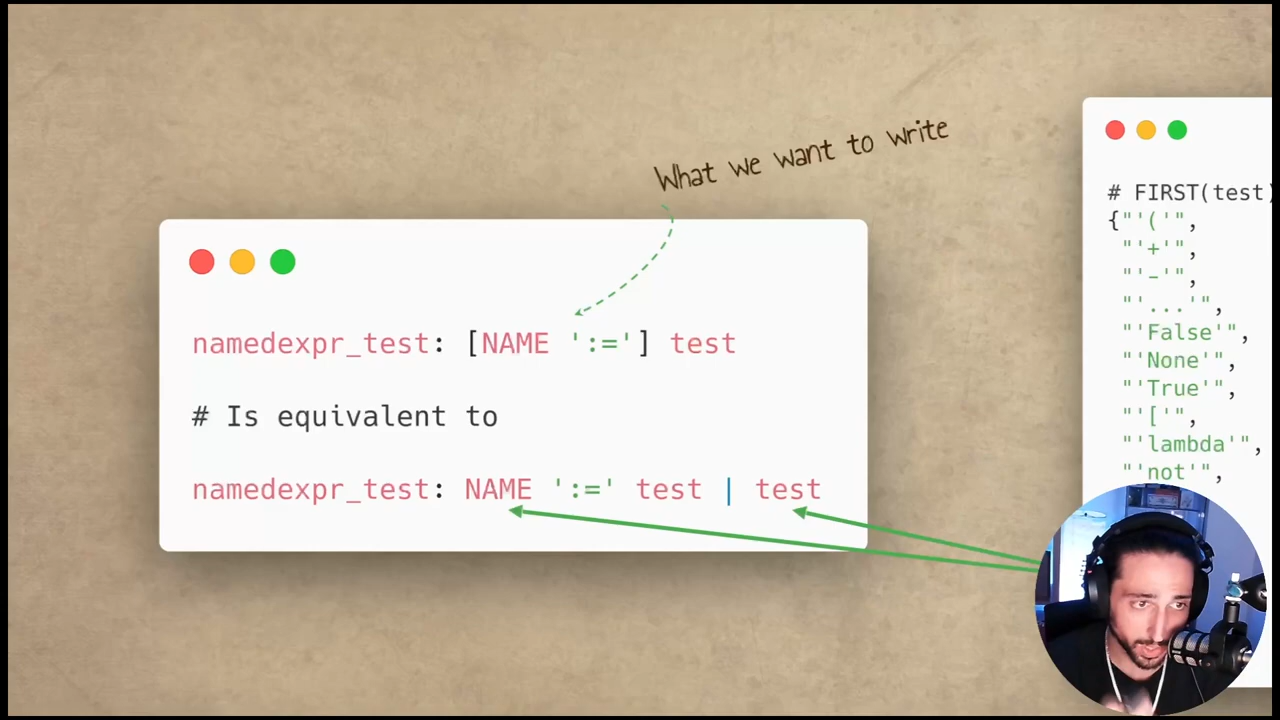 What we want to write
namedexpr_test: [NAME ':='] test
# Is equivalent to
namedexpr_test: NAME ':=' test | test
# FIRST(test)
{"'('",
"'+'",
"'-'",
"'...'",
"'False'",
"'None'",
"'True'",
"'['",
"'lambda'",
"'not'",